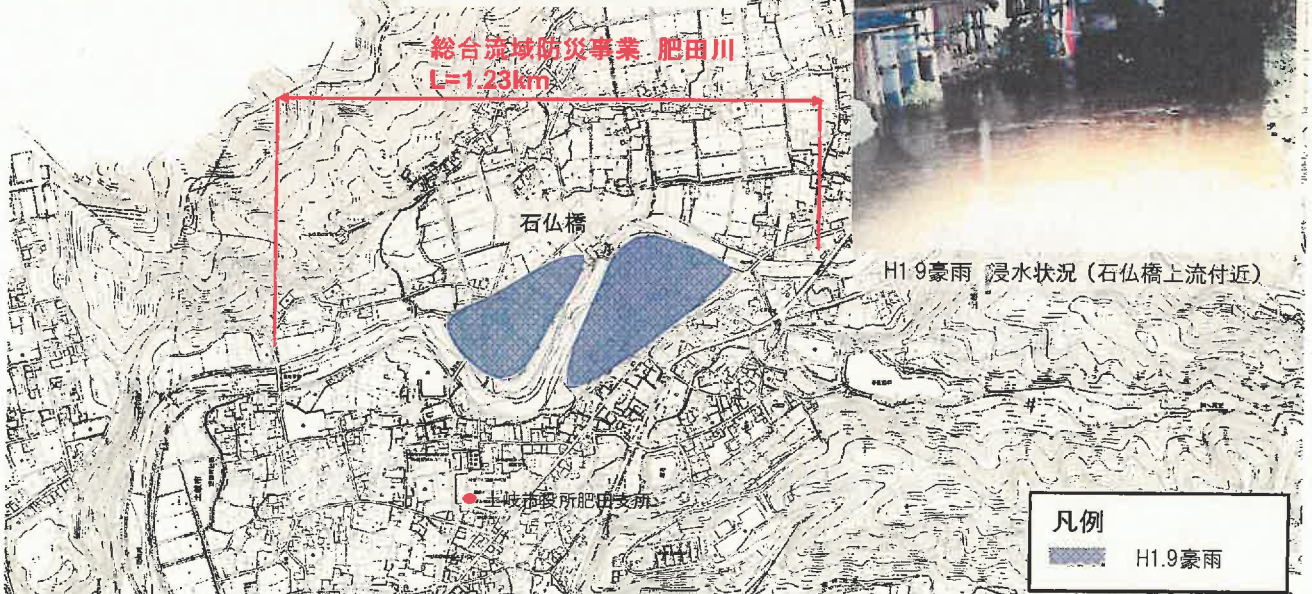 総合流域防災事業 肥田川
L=1.23km
石仏橋
H1.9豪雨 浸水状況（石仏橋上流付近）
土岐市役所肥田支所
凡例
H1.9豪雨